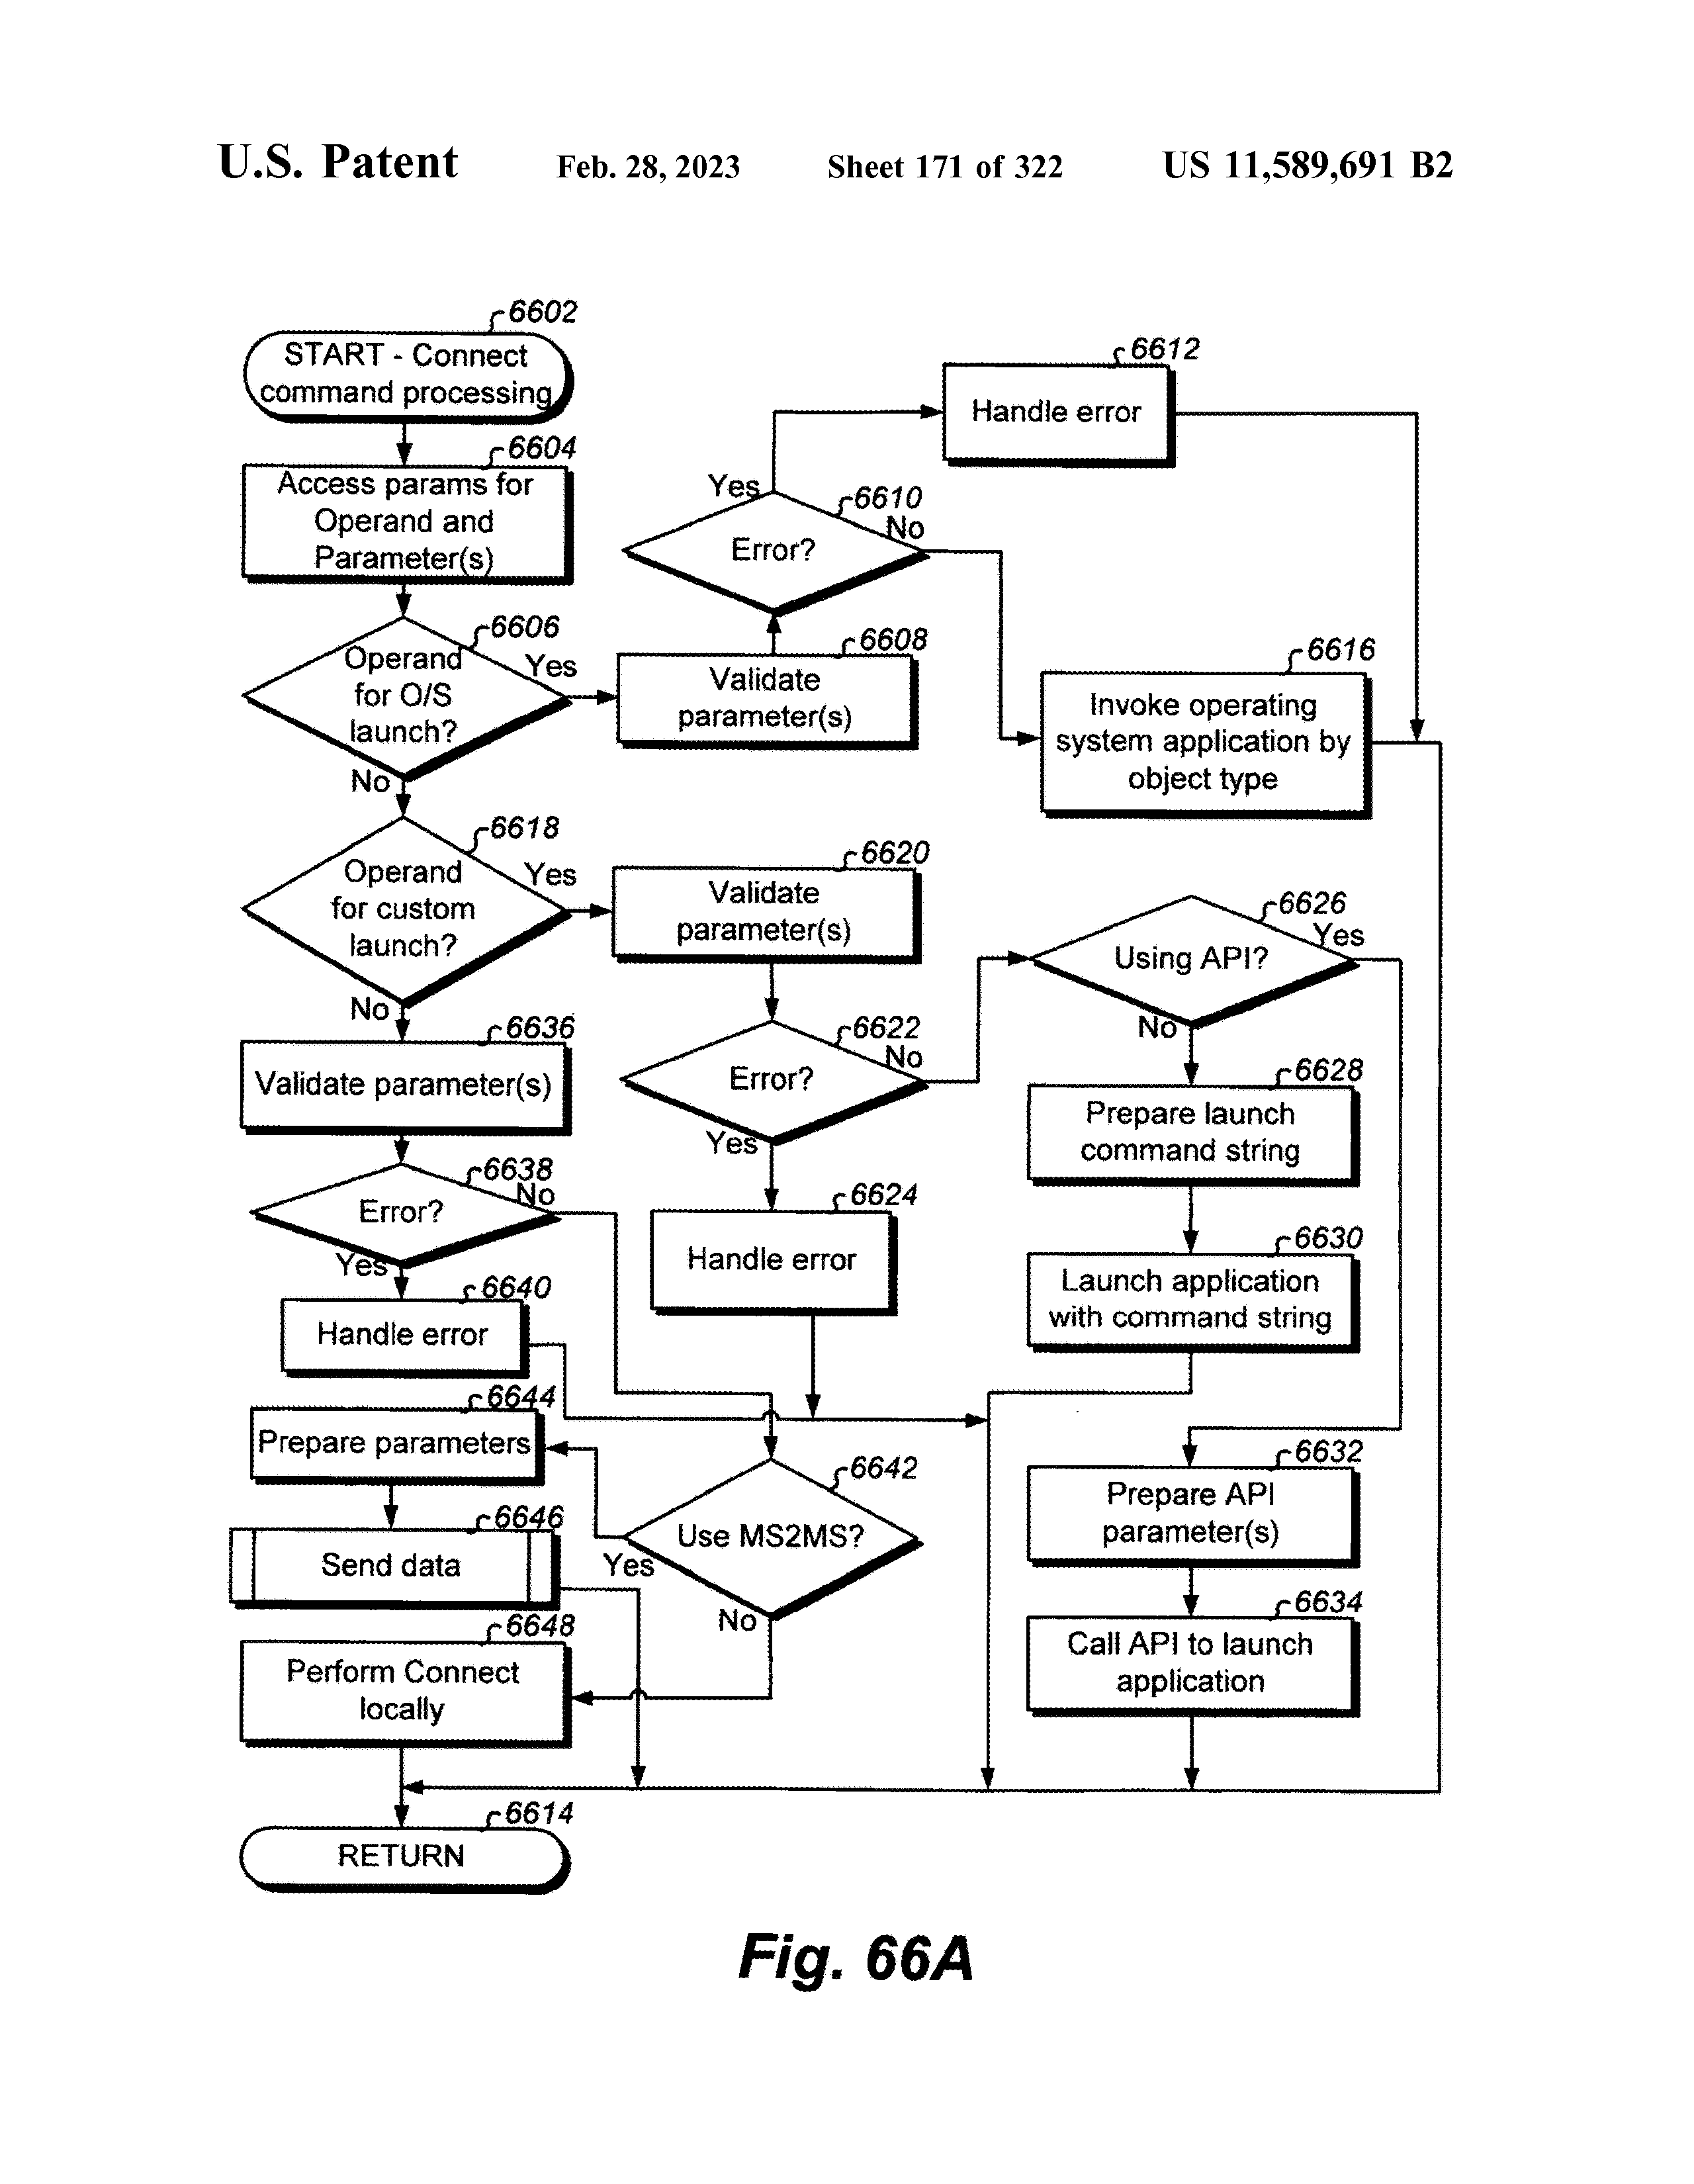 U.S. Patent Feb. 28, 2023 Sheet 171 of 322 US 11,589,691 B2
6602
START - Connect
command processing
6604
Access params for
Operand and
Parameter(s)
6606
Operand
for O/S
launch?
Yes
No
6608
Validate
parameter(s)
6610
Error?
Yes
No
6612
Handle error
6616
Invoke operating
system application by
object type
6618
Operand
for custom
launch?
Yes
No
6620
Validate
parameter(s)
6622
Error?
No
Yes
6624
Handle error
6626
Using API?
Yes
No
6628
Prepare launch
command string
6630
Launch application
with command string
6632
Prepare API
parameter(s)
6634
Call API to launch
application
6636
Validate parameter(s)
6638
Error?
No
Yes
6640
Handle error
6642
Use MS2MS?
Yes
No
6644
Prepare parameters
6646
Send data
6648
Perform Connect
locally
6614
RETURN
Fig. 66A